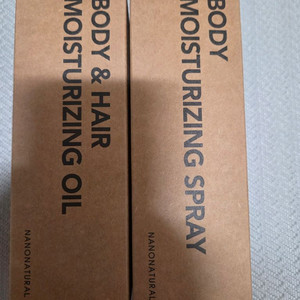 BODY & HAIR
MOISTURIZING OIL
NANONATURAL
BODY
MOISTURIZING SPRAY
NANONATURAL